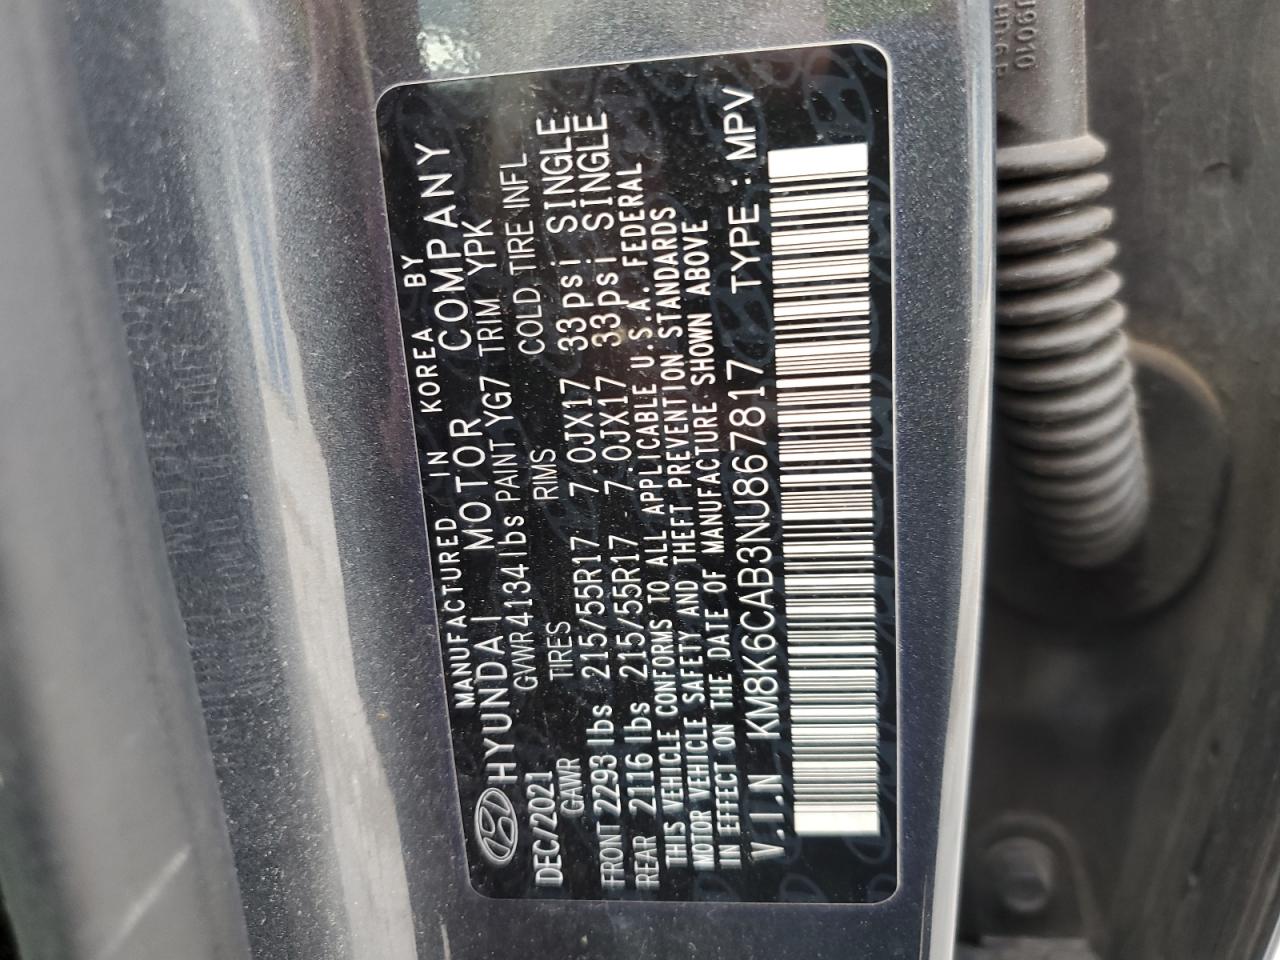 MANUFACTURED IN KOREA BY
HYUNDAI MOTOR COMPANY
DEC/2021 GVWR 4134 lbs PAINT YG7 TRIM YPK
GAWR TIRES RIMS COLD TIRE INFL
FRONT 2293 lbs 215/55R17 7.0JX17 33psi SINGLE
REAR 2116 lbs 215/55R17 7.0JX17 33psi SINGLE
THIS VEHICLE CONFORMS TO ALL APPLICABLE U.S.A. FEDERAL
MOTOR VEHICLE SAFETY AND THEFT PREVENTION STANDARDS
IN EFFECT ON THE DATE OF MANUFACTURE SHOWN ABOVE
V.I.N KM8K6CAB3NU867817 TYPE : MPV
J9010